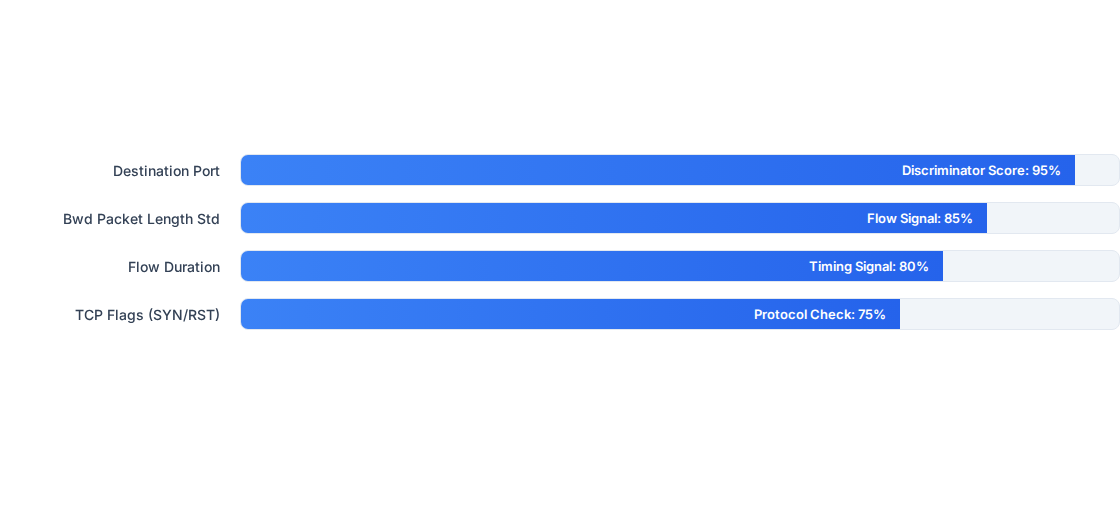 Destination Port
Discriminator Score: 95%
Bwd Packet Length Std
Flow Signal: 85%
Flow Duration
Timing Signal: 80%
TCP Flags (SYN/RST)
Protocol Check: 75%